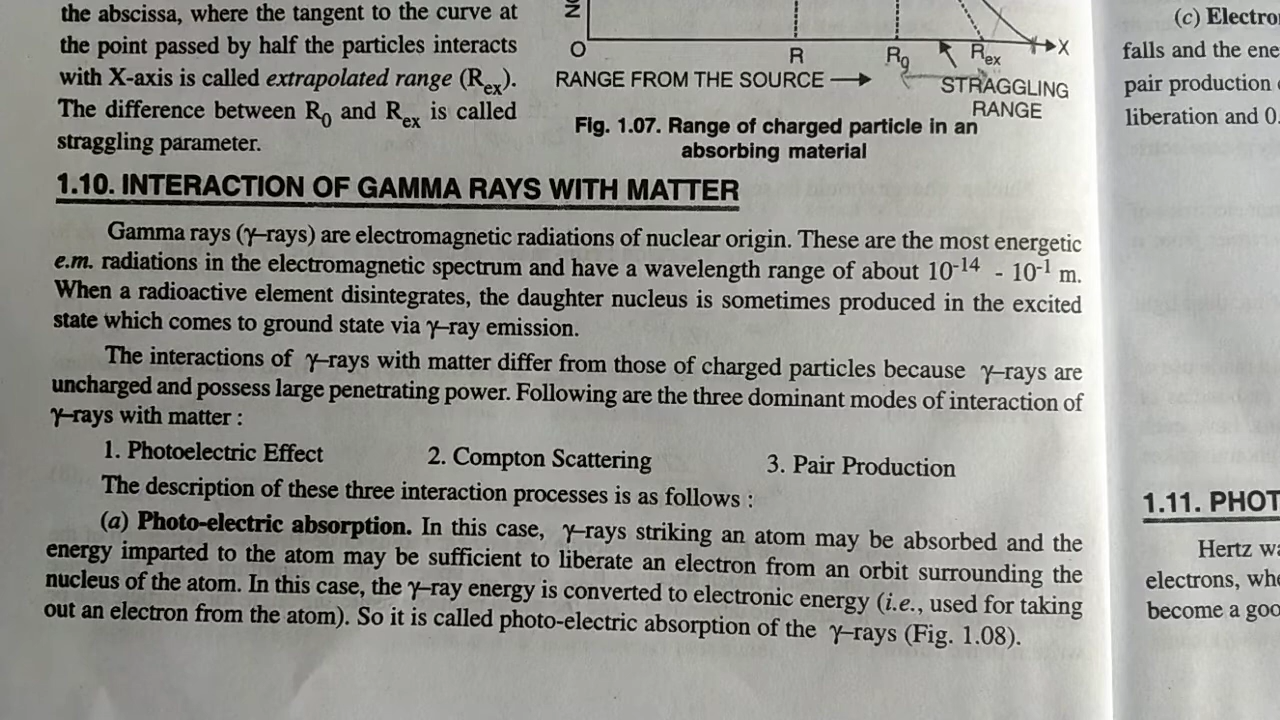 the abscissa, where the tangent to the curve at
the point passed by half the particles interacts
with X-axis is called extrapolated range (Rex).
The difference between R0 and Rex is called
straggling parameter.
O
R
R0
Rex
X
RANGE FROM THE SOURCE
STRAGGLING
RANGE
Fig. 1.07. Range of charged particle in an
absorbing material
1.10. INTERACTION OF GAMMA RAYS WITH MATTER
Gamma rays (γ–rays) are electromagnetic radiations of nuclear origin. These are the most energetic
e.m. radiations in the electromagnetic spectrum and have a wavelength range of about 10⁻¹⁴ - 10⁻¹ m.
When a radioactive element disintegrates, the daughter nucleus is sometimes produced in the excited
state which comes to ground state via γ–ray emission.
The interactions of γ–rays with matter differ from those of charged particles because γ–rays are
uncharged and possess large penetrating power. Following are the three dominant modes of interaction of
γ–rays with matter :
1. Photoelectric Effect 2. Compton Scattering 3. Pair Production
The description of these three interaction processes is as follows :
(a) Photo-electric absorption. In this case, γ–rays striking an atom may be absorbed and the
energy imparted to the atom may be sufficient to liberate an electron from an orbit surrounding the
nucleus of the atom. In this case, the γ–ray energy is converted to electronic energy (i.e., used for taking
out an electron from the atom). So it is called photo-electric absorption of the γ–rays (Fig. 1.08).
(c) Electro
falls and the ene
pair production
liberation and 0.
1.11. PHOT
Hertz wa
electrons, whe
become a goo